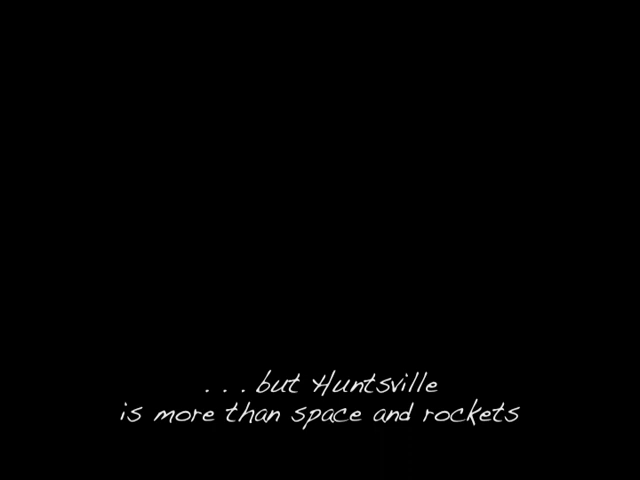 . . . but Huntsville
is more than space and rockets